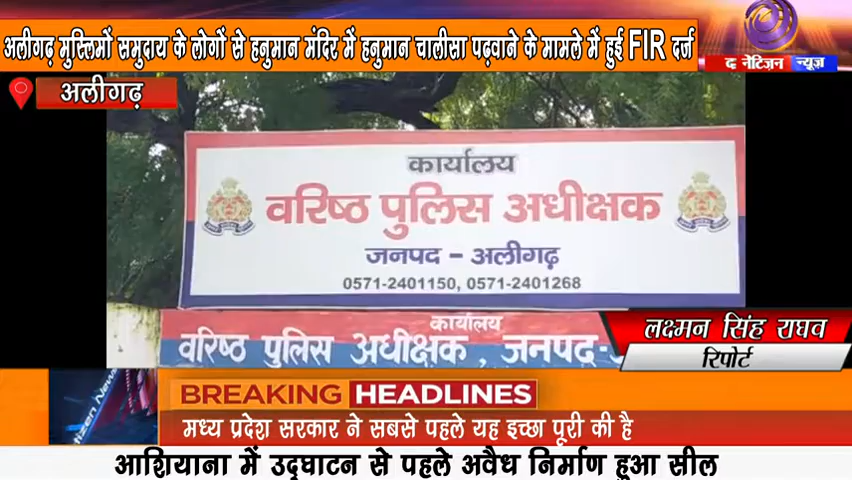 अलीगढ़ मुस्लिमों समुदाय के लोगों से हनुमान मंदिर में हनुमान चालीसा पढ़वाने के मामले में हुई FIR दर्ज
द नेटिज़न न्यूज़
अलीगढ़
कार्यालय
वरिष्ठ पुलिस अधीक्षक
जनपद - अलीगढ़
0571-2401150, 0571-2401268
कार्यालय
वरिष्ठ पुलिस अधीक्षक, जनपद-
लक्ष्मन सिंह राघव
रिपोर्ट
BREAKING HEADLINES
मध्य प्रदेश सरकार ने सबसे पहले यह इच्छा पूरी की है
आशियाना में उद्घाटन से पहले अवैध निर्माण हुआ सील